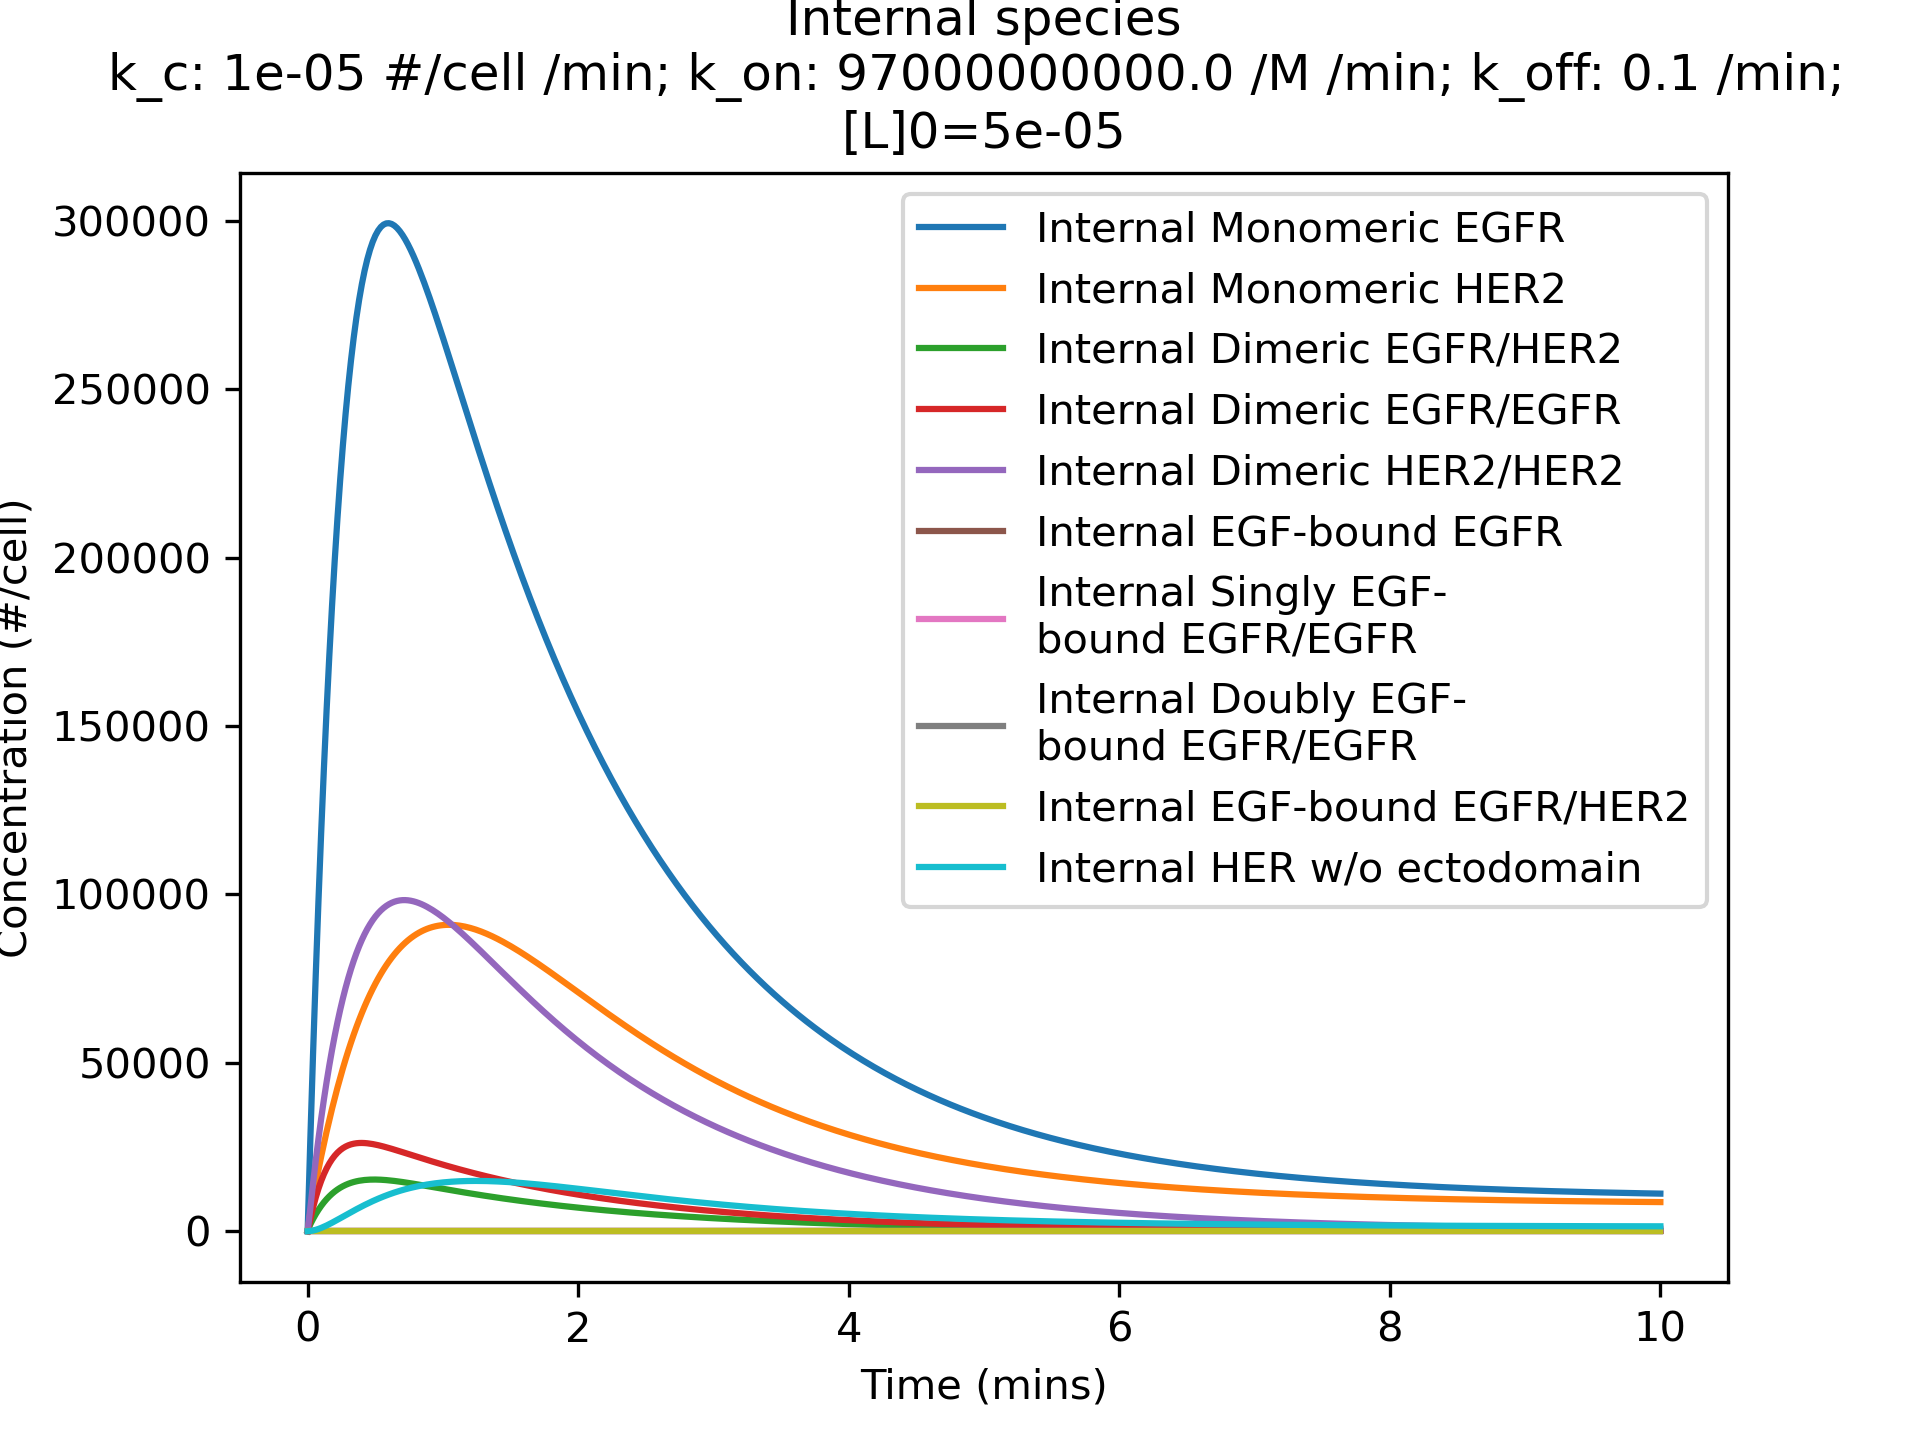 Internal species
k_c: 1e-05 #/cell /min; k_on: 97000000000.0 /M /min; k_off: 0.1 /min;
[L]0=5e-05
300000
250000
200000
150000
100000
50000
0
Concentration (#/cell)
Internal Monomeric EGFR
Internal Monomeric HER2
Internal Dimeric EGFR/HER2
Internal Dimeric EGFR/EGFR
Internal Dimeric HER2/HER2
Internal EGF-bound EGFR
Internal Singly EGF-
bound EGFR/EGFR
Internal Doubly EGF-
bound EGFR/EGFR
Internal EGF-bound EGFR/HER2
Internal HER w/o ectodomain
0 2 4 6 8 10
Time (mins)